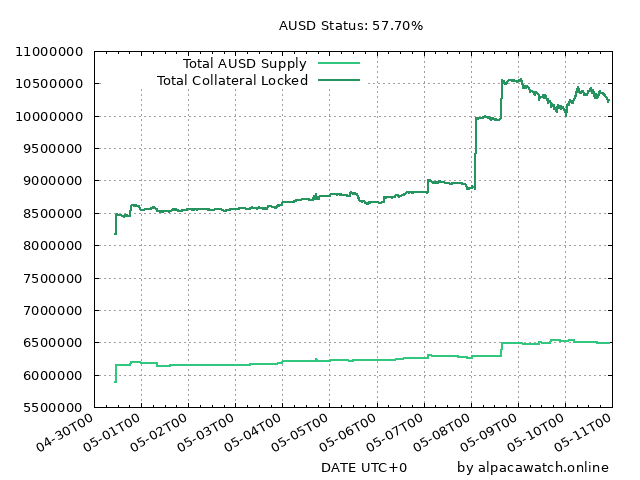 AUSD Status: 57.70%
11000000
10500000
10000000
9500000
9000000
8500000
8000000
7500000
7000000
6500000
6000000
5500000
Total AUSD Supply
Total Collateral Locked
04-30T00
05-01T00
05-02T00
05-03T00
05-04T00
05-05T00
05-06T00
05-07T00
05-08T00
05-09T00
05-10T00
05-11T00
DATE UTC+0
by alpacawatch.online